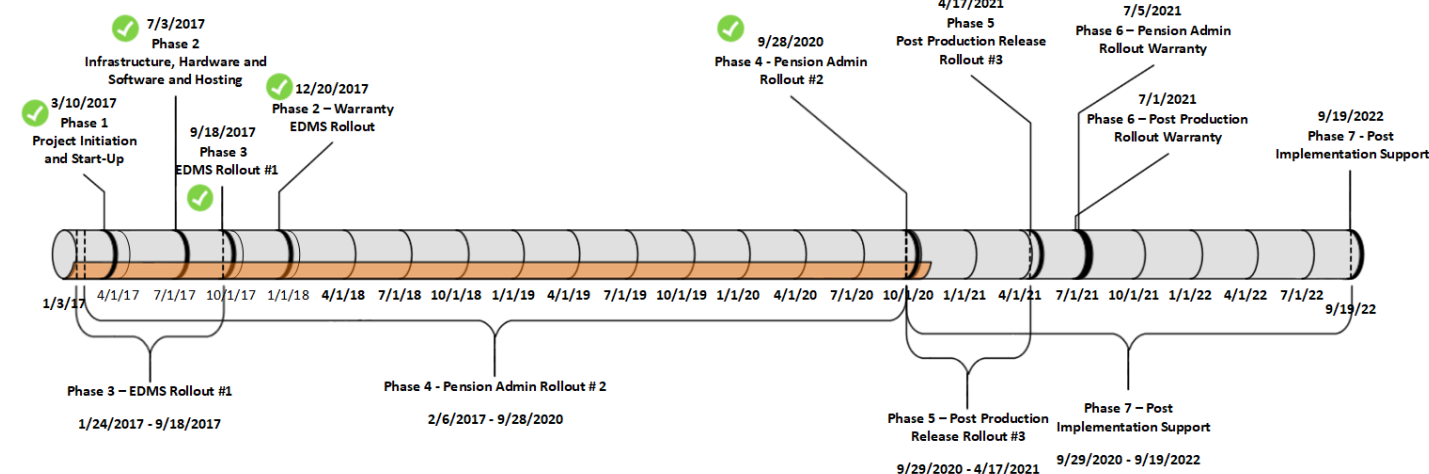 7/3/2017
Phase 2
Infrastructure, Hardware and
Software and Hosting
3/10/2017
Phase 1
Project Initiation
and Start-Up
9/18/2017
Phase 3
EDMS Rollout #1
12/20/2017
Phase 2 – Warranty
EDMS Rollout
9/28/2020
Phase 4 - Pension Admin
Rollout #2
4/17/2021
Phase 5
Post Production Release
Rollout #3
7/5/2021
Phase 6 – Pension Admin
Rollout Warranty
7/1/2021
Phase 6 – Post Production
Rollout Warranty
9/19/2022
Phase 7 - Post
Implementation Support
1/3/17 4/1/17 7/1/17 10/1/17 1/1/18 4/1/18 7/1/18 10/1/18 1/1/19 4/1/19 7/1/19 10/1/19 1/1/20 4/1/20 7/1/20 10/1/20 1/1/21 4/1/21 7/1/21 10/1/21 1/1/22 4/1/22 7/1/22 9/19/22
Phase 3 – EDMS Rollout #1
1/24/2017 - 9/18/2017
Phase 4 - Pension Admin Rollout # 2
2/6/2017 - 9/28/2020
Phase 5 – Post Production
Release Rollout #3
9/29/2020 - 4/17/2021
Phase 7 – Post
Implementation Support
9/29/2020 - 9/19/2022